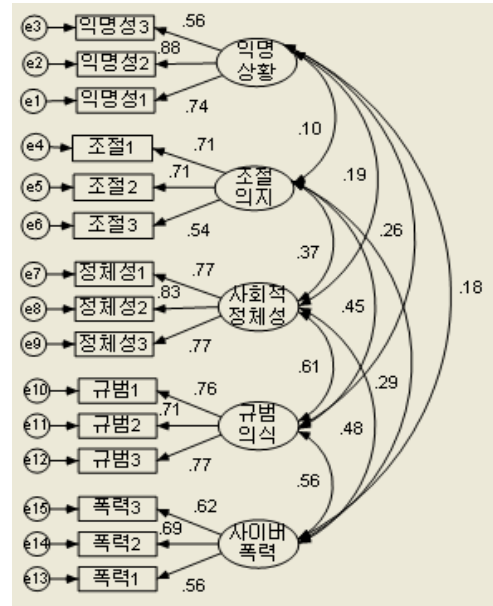 e3 익명성3 .56
e2 익명성2 .88
익명
상황
e1 익명성1 .74
.10
e4 조절1 .71
.19
e5 조절2 .71
조절
의지
.26
e6 조절3 .54
.37
e7 정체성1 .77
.18
e8 정체성2 .83
사회적
정체성
.45
e9 정체성3 .77
.61
e10 규범1 .76
.29
e11 규범2 .71
규범
의식
.48
e12 규범3 .77
.56
e15 폭력3 .62
e14 폭력2 .69
사이버
폭력
e13 폭력1 .56